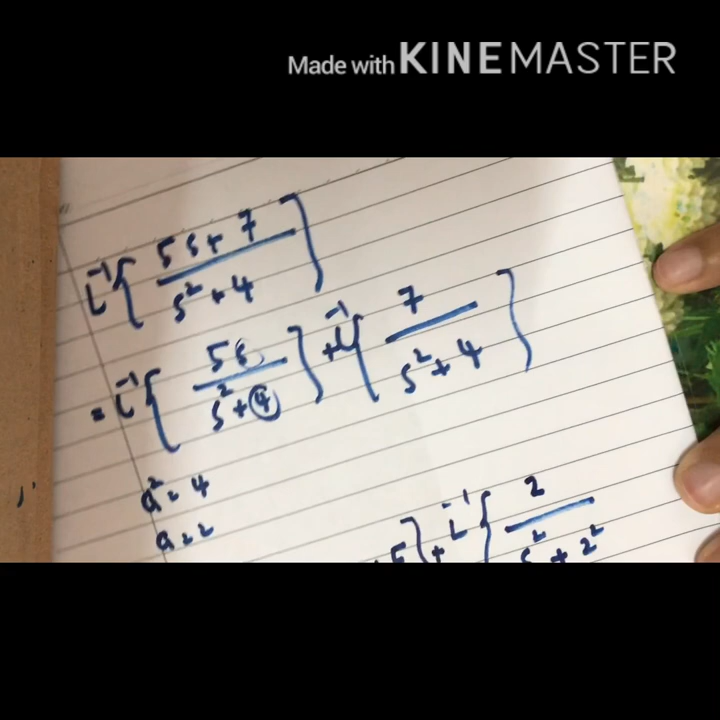 Made with KINEMASTER
L⁻¹{ (5s + 7) / (s² + 4) }
= L⁻¹{ 5s / (s² + 4) } + L⁻¹{ 7 / (s² + 4) }
a² = 4
a = 2
} + L⁻¹{ 2 / (s² + 2²)